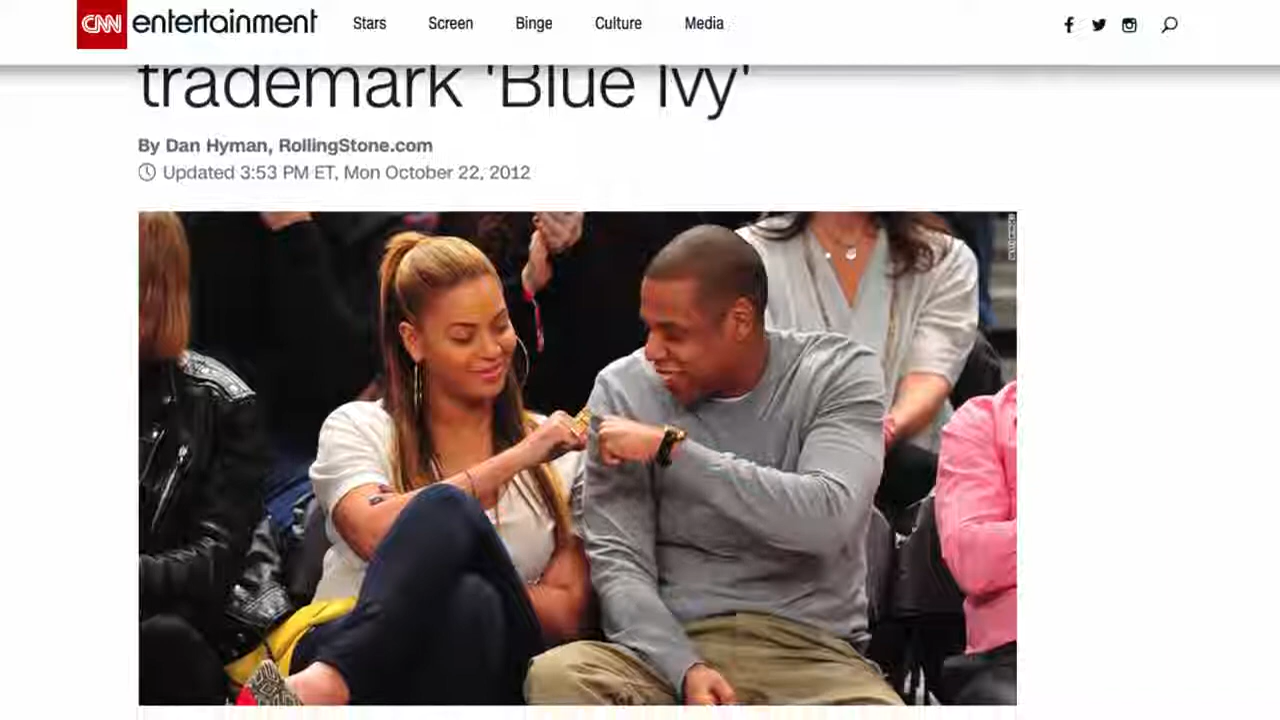 CNN entertainment Stars Screen Binge Culture Media
trademark 'Blue Ivy'
By Dan Hyman, RollingStone.com
Updated 3:53 PM ET, Mon October 22, 2012